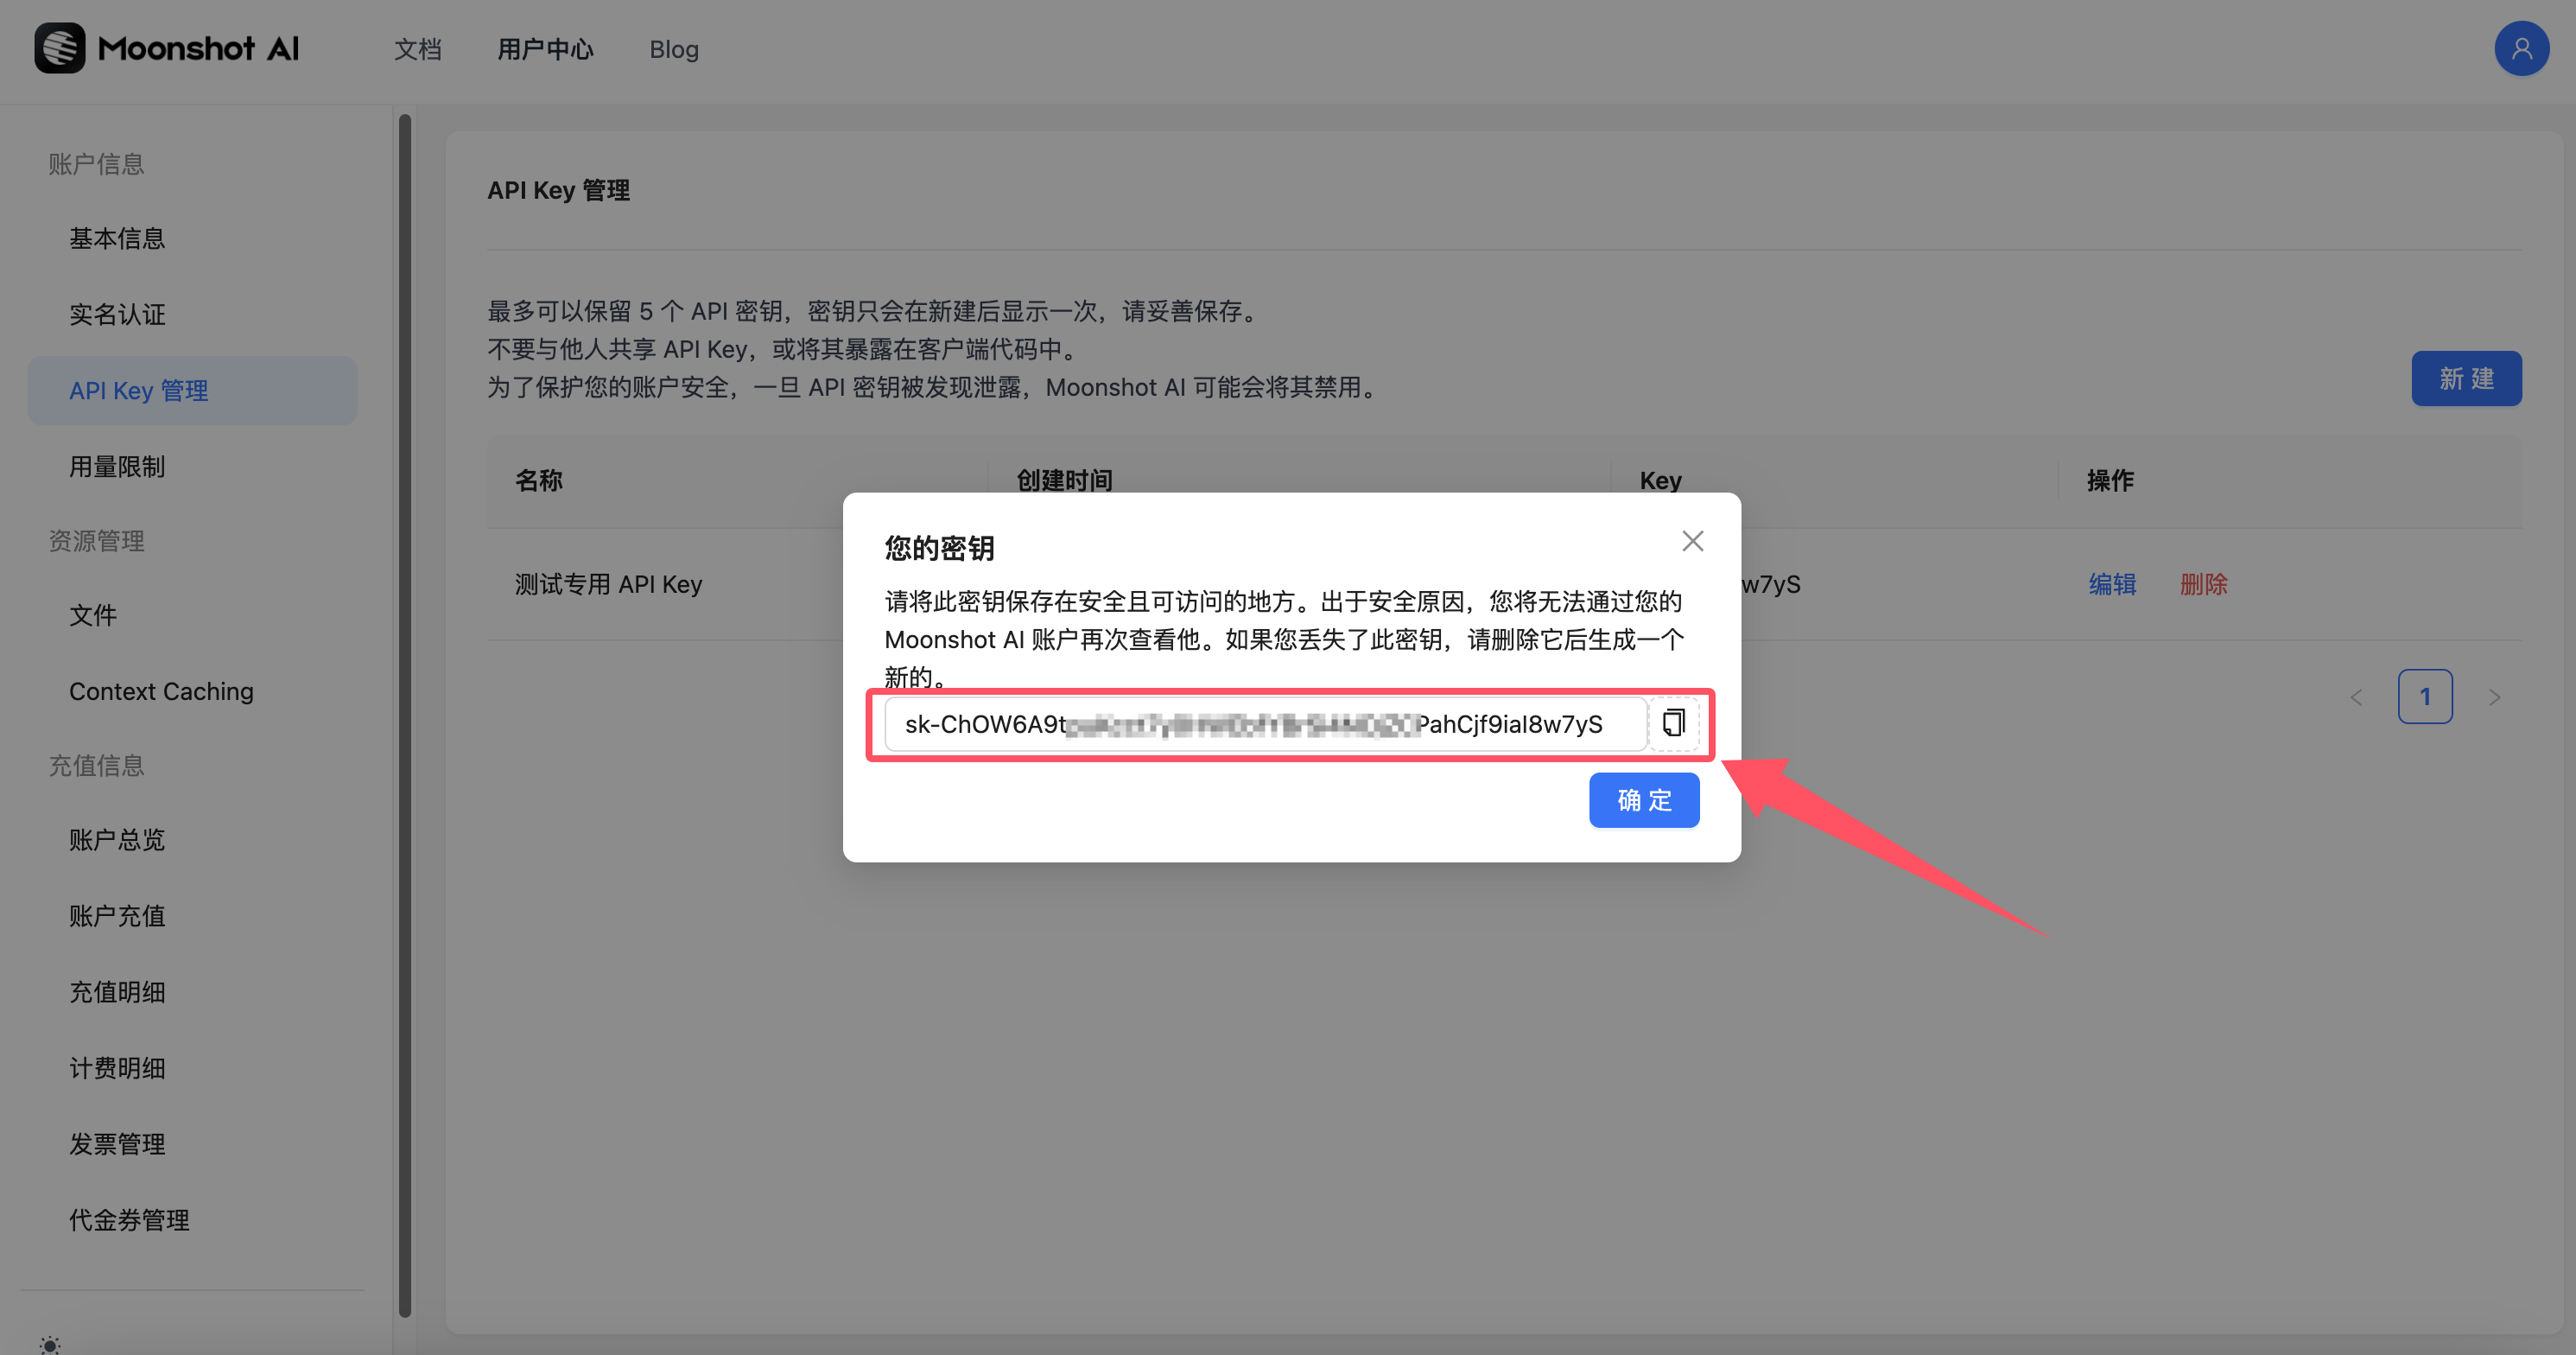 Moonshot AI
文档
用户中心
Blog
账户信息
基本信息
实名认证
API Key 管理
用量限制
资源管理
文件
Context Caching
充值信息
账户总览
账户充值
充值明细
计费明细
发票管理
代金券管理
API Key 管理
最多可以保留 5 个 API 密钥，密钥只会在新建后显示一次，请妥善保存。
不要与他人共享 API Key，或将其暴露在客户端代码中。
为了保护您的账户安全，一旦 API 密钥被发现泄露，Moonshot AI 可能会将其禁用。
新 建
名称
创建时间
Key
操作
测试专用 API Key
w7yS
编辑
删除
1
您的密钥
请将此密钥保存在安全且可访问的地方。出于安全原因，您将无法通过您的
Moonshot AI 账户再次查看他。如果您丢失了此密钥，请删除它后生成一个
新的。
sk-ChOW6A9t
PahCjf9ial8w7yS
确 定